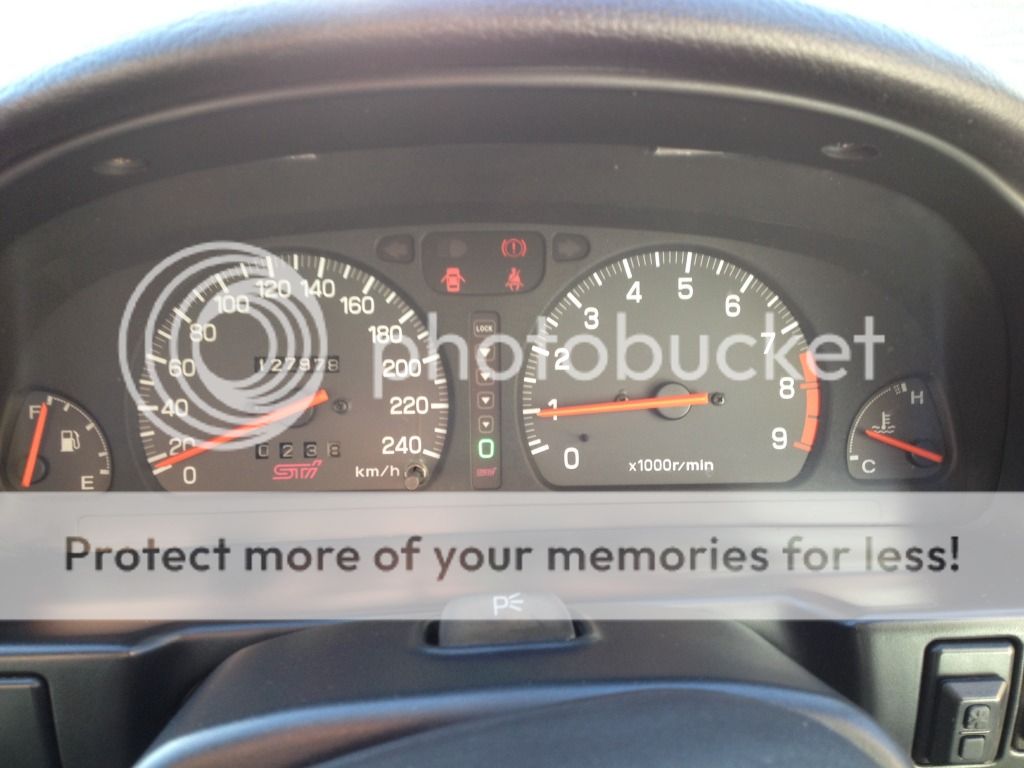 120 140
100 160
80 180
60 200
40 220
20 240
0 km/h
127978
0238
STi
LOCK
0
4 5 6
3 7
2 8
1 9
0 x1000r/min
F
E
H
C
photobucket
Protect more of your memories for less!
P